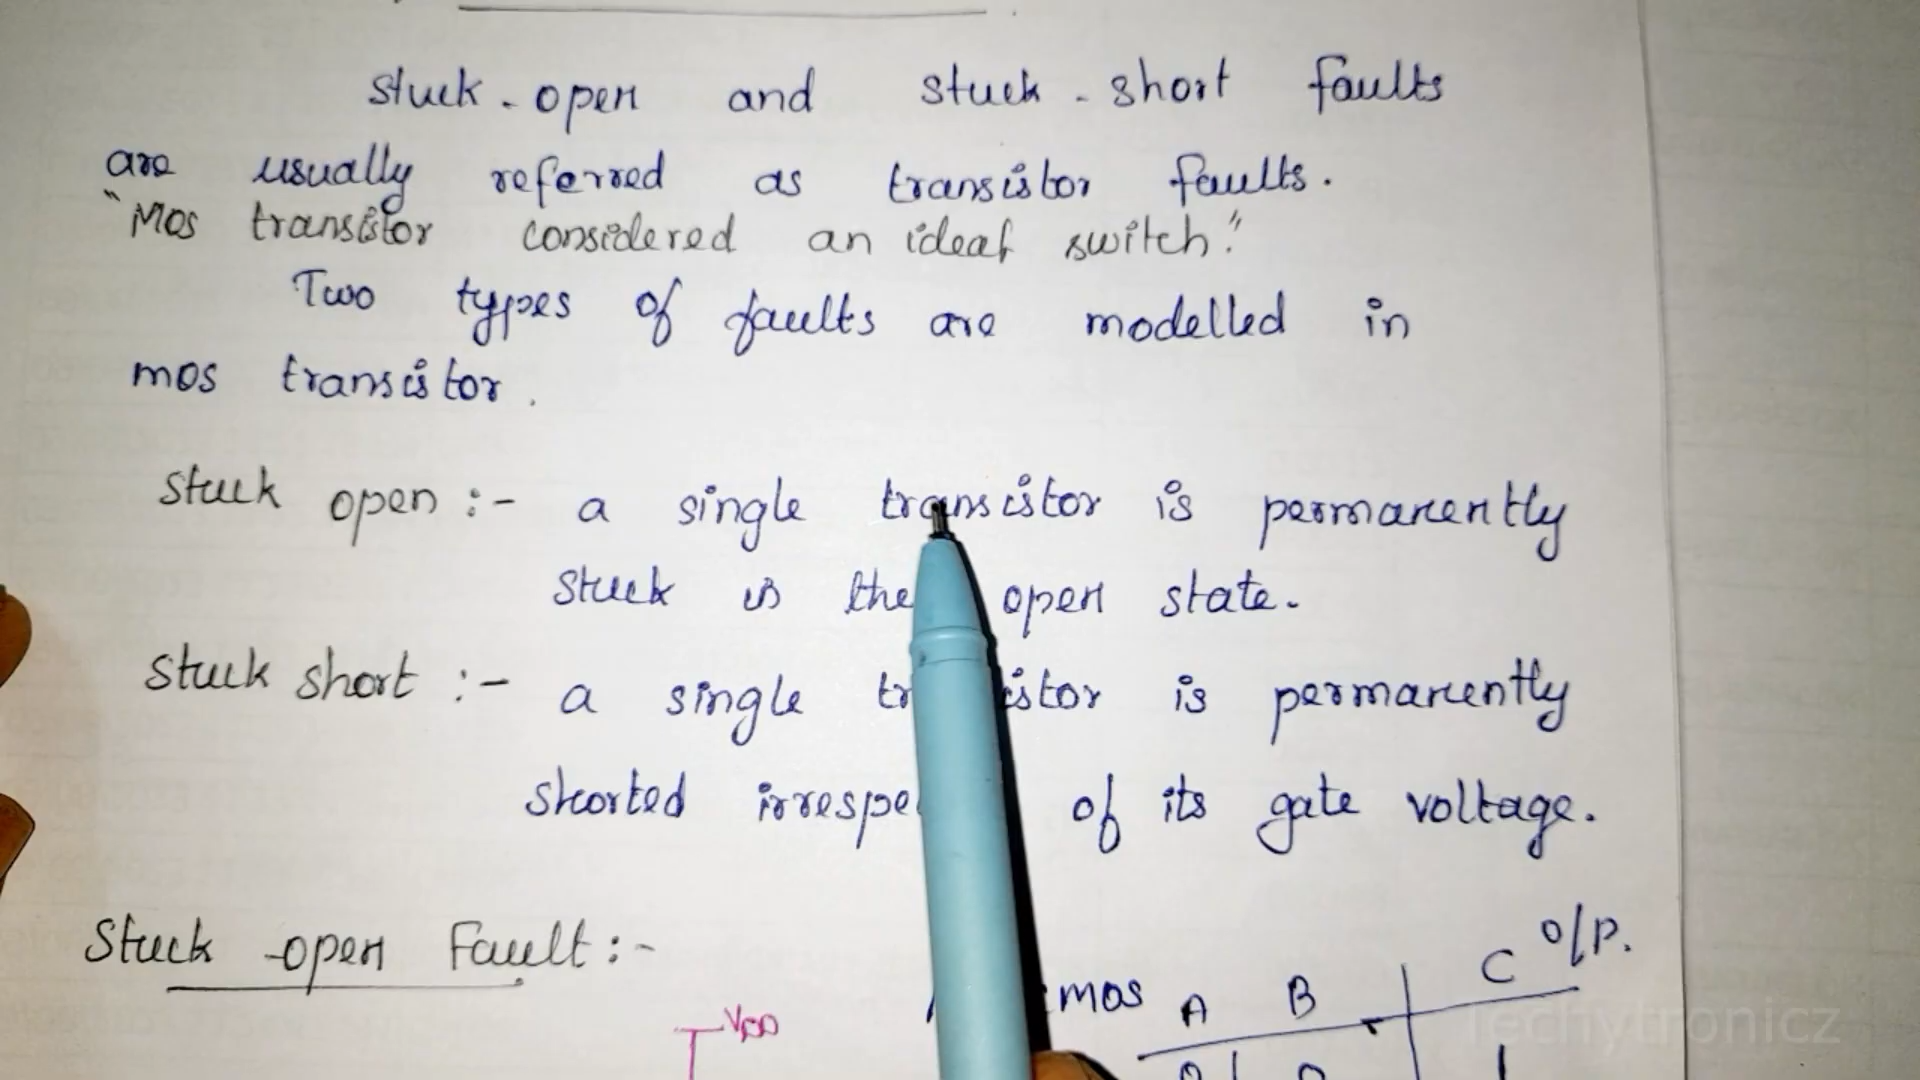 stuck-open and stuck-short faults
are usually referred as transistor faults.
"Mos transistor considered an ideal switch."
Two types of faults are modelled in
mos transistor.
stuck open :- a single transistor is permanently
stuck is the open state.
stuck short :- a single is permanently
shorted of its gate voltage.
Stuck-open Fault:-
VDD
mos A B C O/P.
Techytronicz